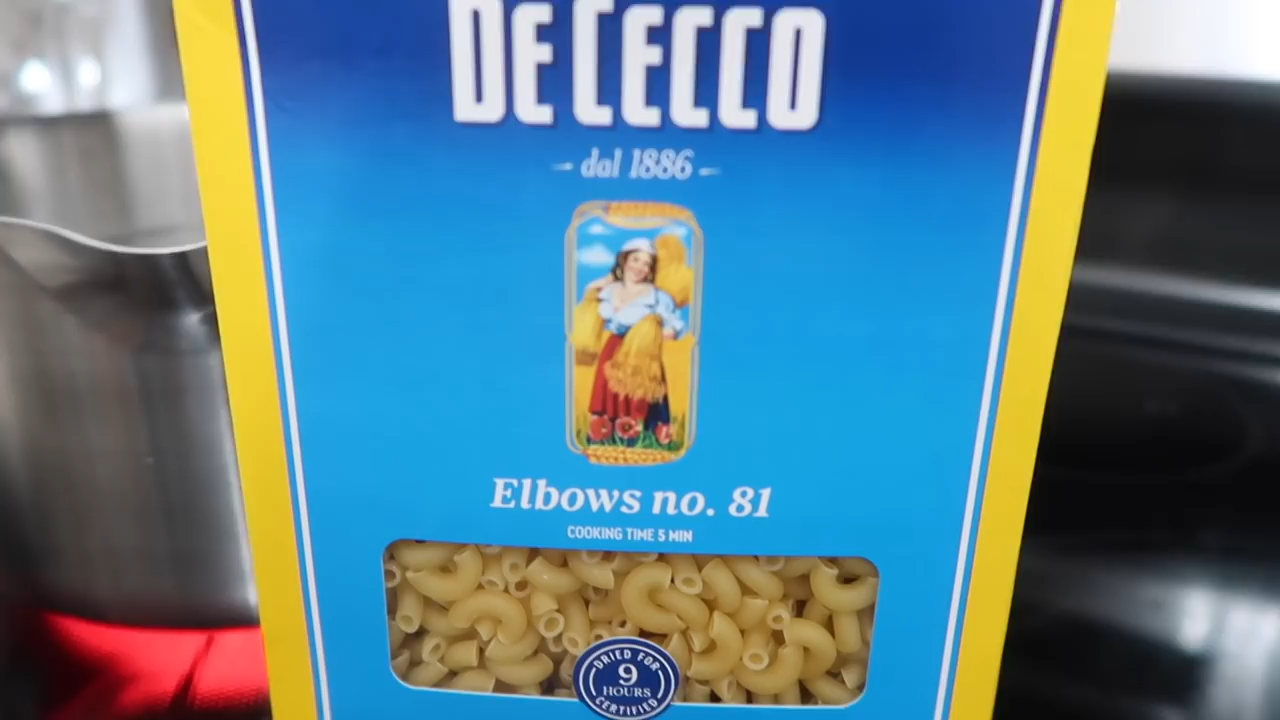 DE CECCO
– dal 1886 –
Elbows no. 81
COOKING TIME 5 MIN
DRIED FOR
9
HOURS
CERTIFIED